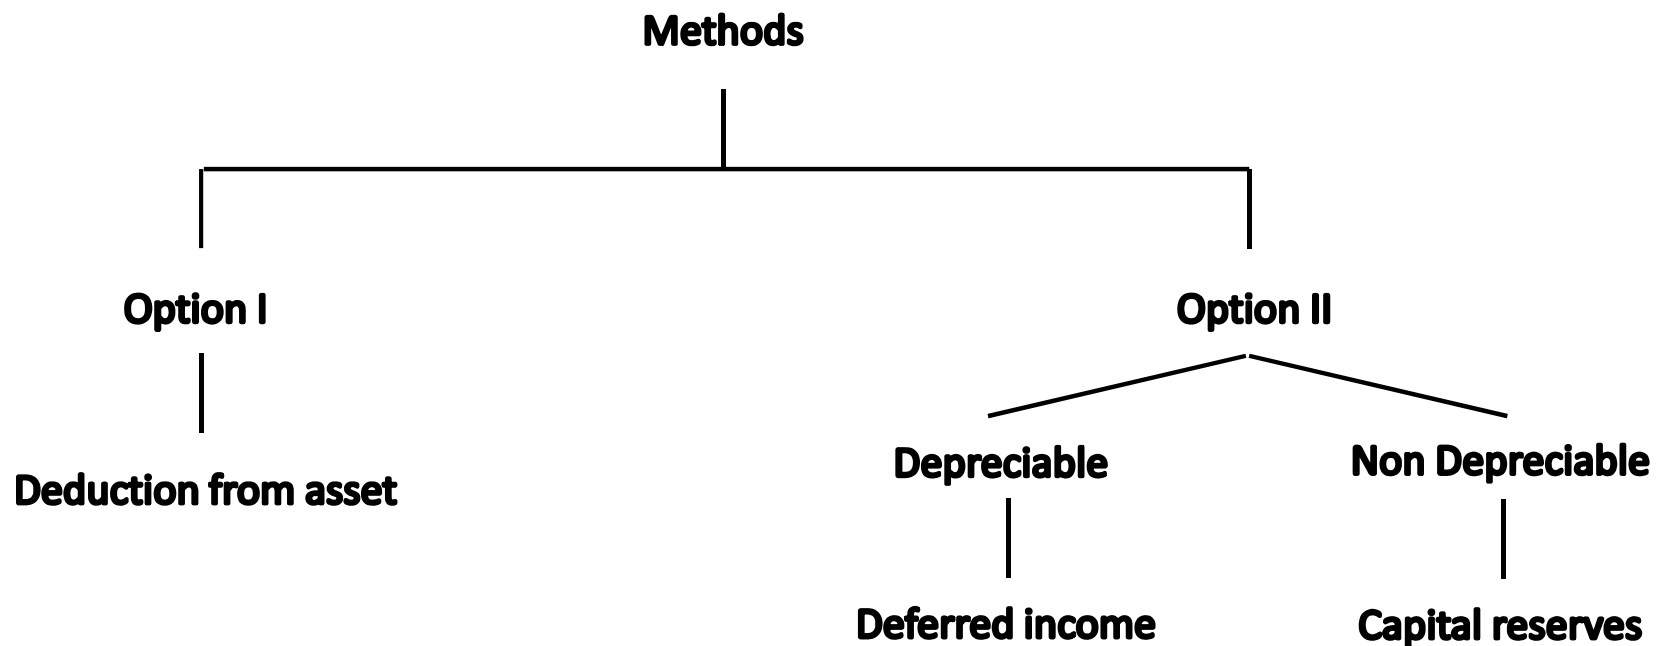 Methods
Option I
Option II
Deduction from asset
Depreciable
Non Depreciable
Deferred income
Capital reserves